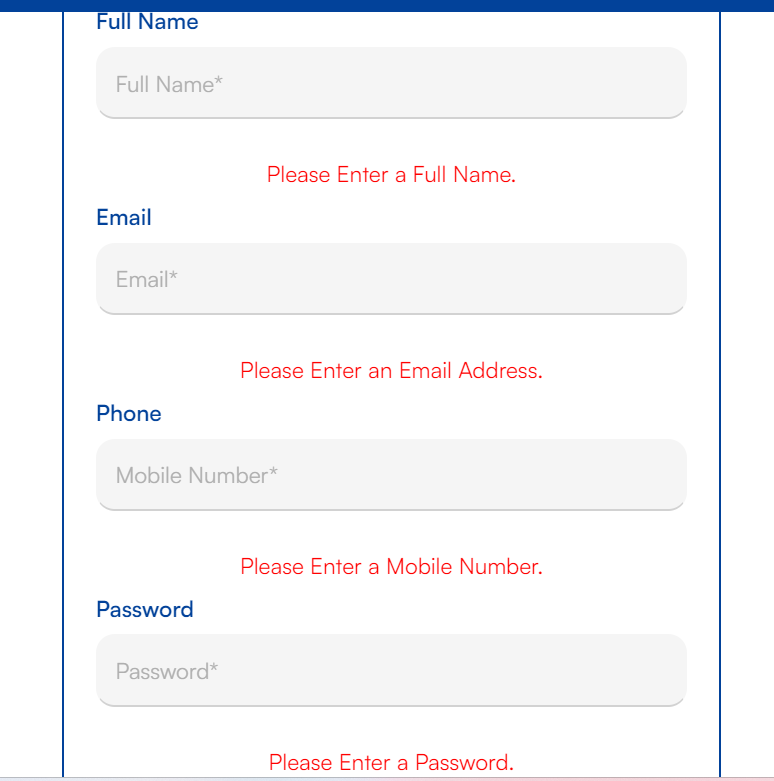 Full Name
Full Name*
Please Enter a Full Name.
Email
Email*
Please Enter an Email Address.
Phone
Mobile Number*
Please Enter a Mobile Number.
Password
Password*
Please Enter a Password.